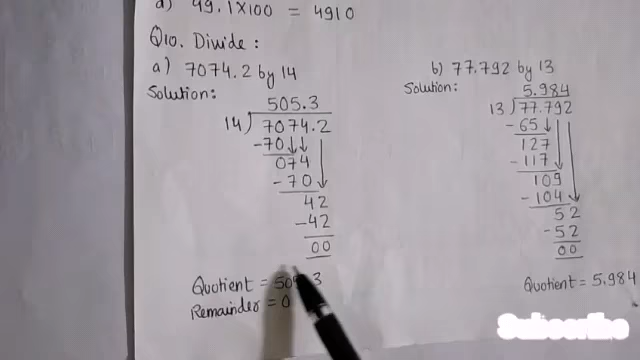 d) 49.1 x 100 = 4910
Q10. Divide :
a) 7074.2 by 14
Solution:
505.3
14) 7074.2
-70
074
-70
42
-42
00
Quotient = 505.3
Remainder = 0
b) 77.792 by 13
Solution:
5.984
13) 77.792
-65
127
-117
109
-104
52
-52
00
Quotient = 5.984
Subscribe